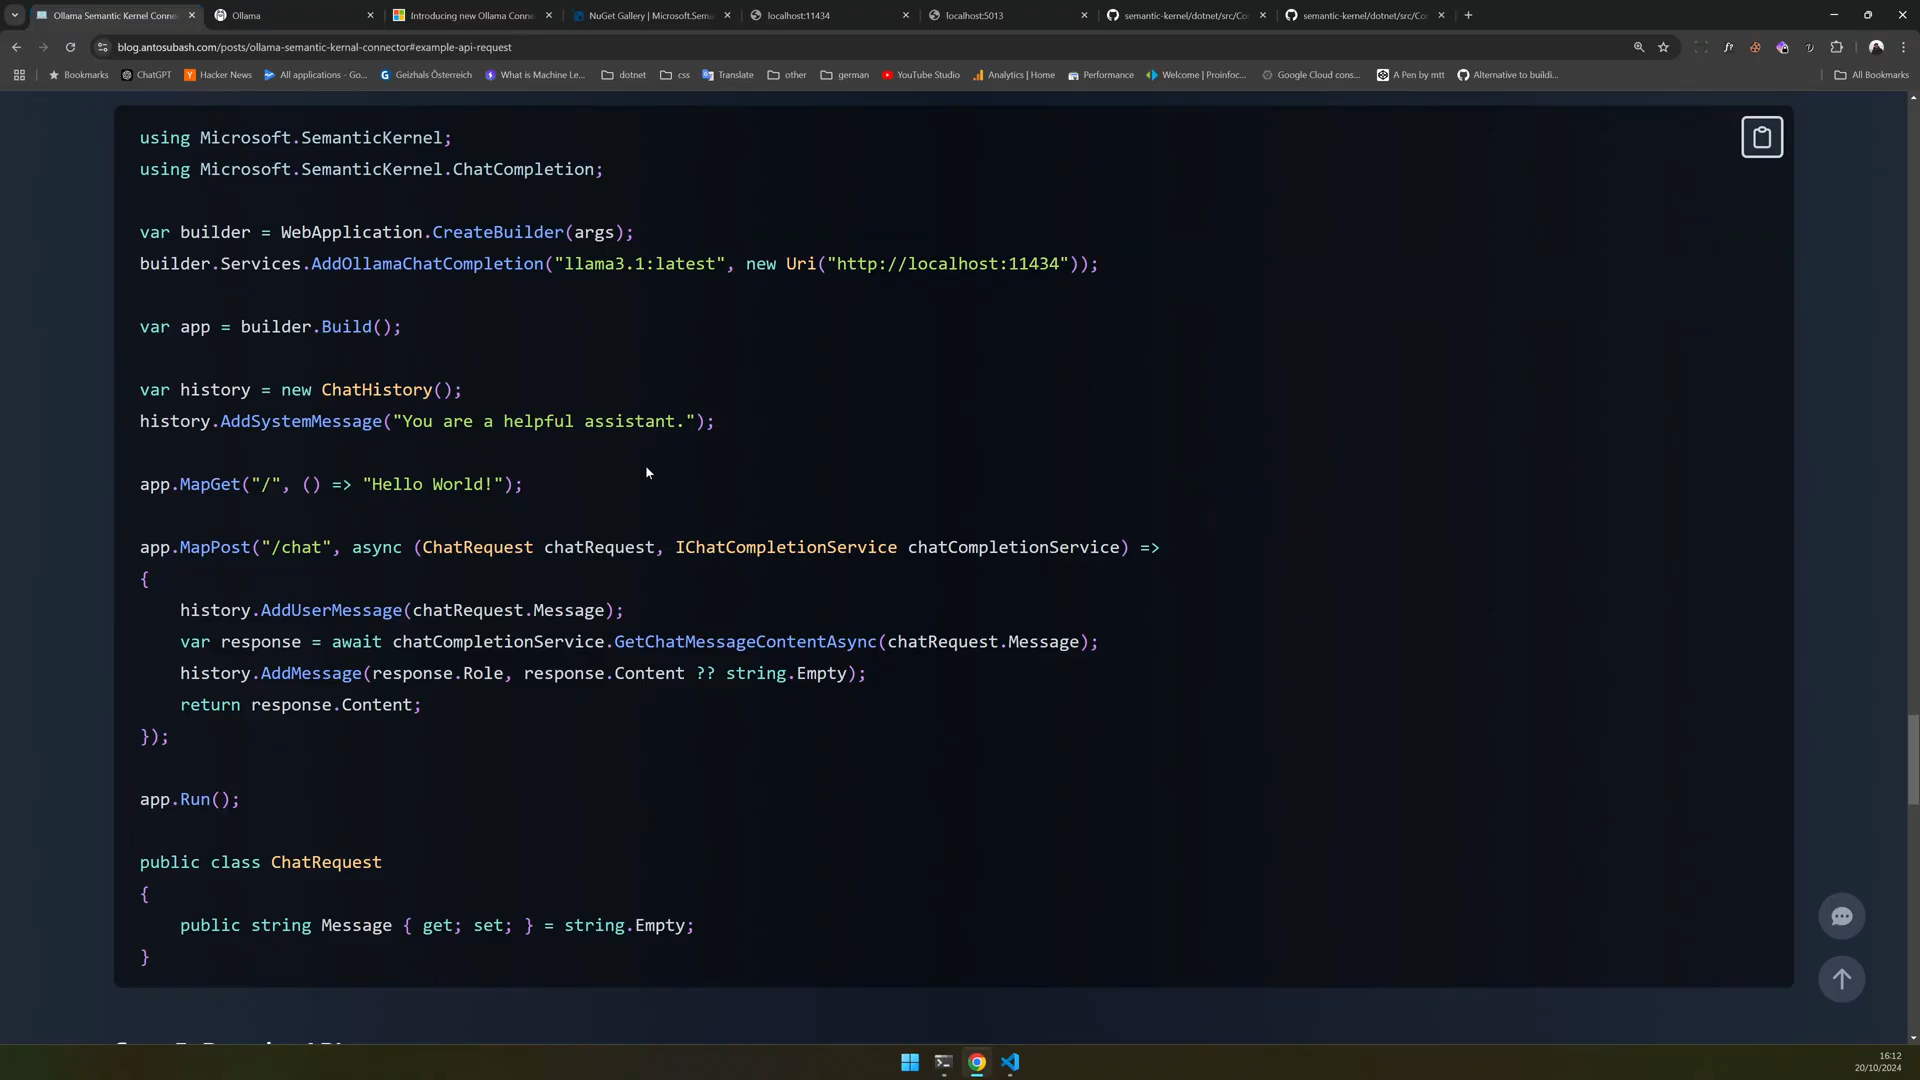 Ollama Semantic Kernel Connec
Ollama
Introducing new Ollama Conne
NuGet Gallery | Microsoft.Sema
localhost:11434
localhost:5013
semantic-kernel/dotnet/src/Co
semantic-kernel/dotnet/src/Co
blog.antosubash.com/posts/ollama-semantic-kernal-connector#example-api-request
Bookmarks
ChatGPT
Hacker News
All applications - Go...
Geizhals Österreich
What is Machine Le...
dotnet
css
Translate
other
german
YouTube Studio
Analytics | Home
Performance
Welcome | Proinfoc...
Google Cloud cons...
A Pen by mtt
Alternative to buildi...
All Bookmarks
using Microsoft.SemanticKernel;
using Microsoft.SemanticKernel.ChatCompletion;
var builder = WebApplication.CreateBuilder(args);
builder.Services.AddOllamaChatCompletion("llama3.1:latest", new Uri("http://localhost:11434"));
var app = builder.Build();
var history = new ChatHistory();
history.AddSystemMessage("You are a helpful assistant.");
app.MapGet("/", () => "Hello World!");
app.MapPost("/chat", async (ChatRequest chatRequest, IChatCompletionService chatCompletionService) =>
{
history.AddUserMessage(chatRequest.Message);
var response = await chatCompletionService.GetChatMessageContentAsync(chatRequest.Message);
history.AddMessage(response.Role, response.Content ?? string.Empty);
return response.Content;
});
app.Run();
public class ChatRequest
{
public string Message { get; set; } = string.Empty;
}
16:12
20/10/2024